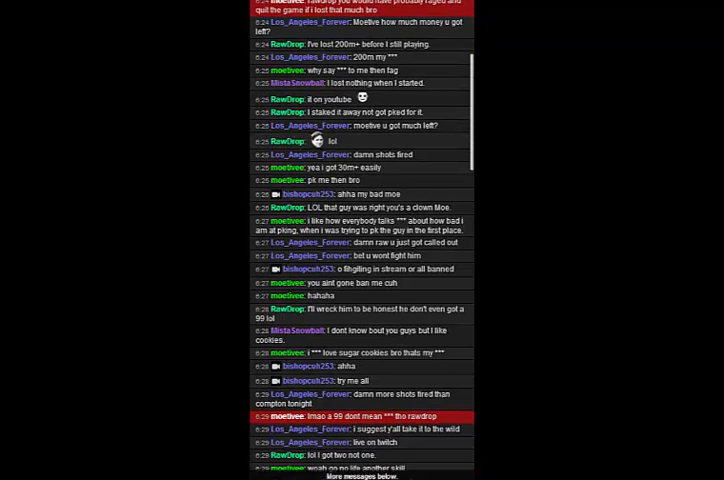 moetivee: rawdrop you would have probably raged and
quit the game if i lost that much bro
6:24 Los_Angeles_Forever: Moetive how much money u got
left?
6:24 RawDrop: I've lost 200m+ before I still playing.
6:24 Los_Angeles_Forever: 200m my ***
6:25 moetivee: why say *** to me then fag
6:25 MistaSnowball: I lost nothing when I started.
6:25 RawDrop: it on youtube
6:25 RawDrop: I staked it away not got pked for it.
6:25 Los_Angeles_Forever: moetive u got much left?
6:25 RawDrop: lol
6:25 Los_Angeles_Forever: damn shots fired
6:25 moetivee: yea i got 30m+ easily
6:25 moetivee: pk me then bro
6:26 bishopcuh253: ahha my bad moe
6:26 RawDrop: LOL that guy was right you's a clown Moe.
6:27 moetivee: i like how everybody talks *** about how bad i
am at pking, when i was trying to pk the guy in the first place.
6:27 Los_Angeles_Forever: damn raw u just got called out
6:27 Los_Angeles_Forever: bet u wont fight him
6:27 bishopcuh253: o fihgiting in stream or all banned
6:27 moetivee: you aint gone ban me cuh
6:27 moetivee: hahaha
6:28 RawDrop: I'll wreck him to be honest he don't even got a
99 lol
6:28 MistaSnowball: I dont know bout you guys but I like
cookies.
6:28 moetivee: i *** love sugar cookies bro thats my ***
6:28 bishopcuh253: ahha
6:28 bishopcuh253: try me all
6:29 Los_Angeles_Forever: damn more shots fired than
compton tonight
6:29 moetivee: lmao a 99 dont mean *** tho rawdrop
6:29 Los_Angeles_Forever: i suggest y'all take it to the wild
6:29 Los_Angeles_Forever: live on twitch
6:29 RawDrop: lol I got two not one.
6:29 moetivee: woah go no life another skill
More messages below.